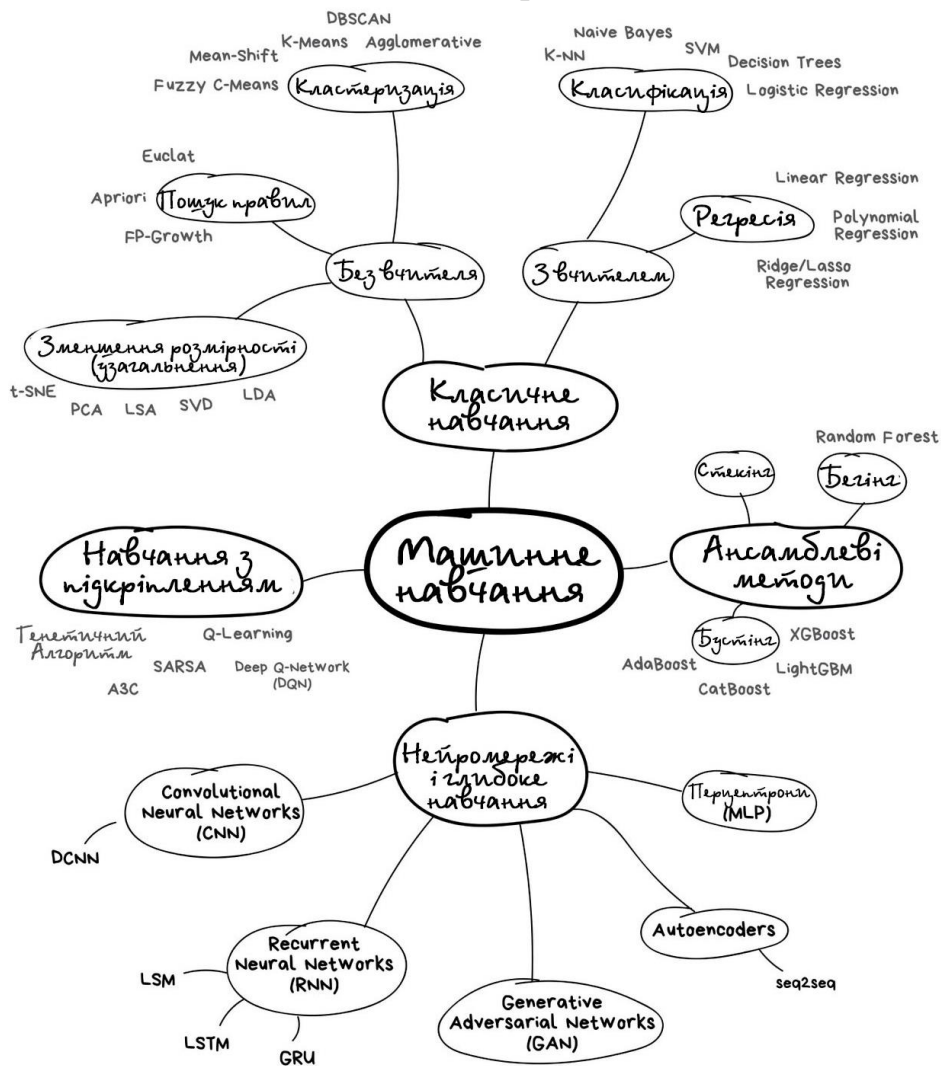 DBSCAN
K-Means
Agglomerative
Mean-Shift
Fuzzy C-Means
Кластеризація
Naive Bayes
SVM
K-NN
Decision Trees
Класифікація
Logistic Regression
Euclat
Apriori
Пошук правил
FP-Growth
Linear Regression
Регресія
Polynomial
Regression
Ridge/Lasso
Regression
Без вчителя
З вчителем
Зменшення розмірності
(узагальнення)
t-SNE
PCA
LSA
SVD
LDA
Класичне
навчання
Random Forest
Стекінг
Бегінг
Навчання з
підкріпленням
Машинне
навчання
Ансамблеві
методи
Генетичний
Алгоритм
Q-Learning
SARSA
Deep Q-Network
(DQN)
A3C
Бустінг
XGBoost
AdaBoost
LightGBM
CatBoost
Нейромережі
і глибоке
навчання
Convolutional
Neural Networks
(CNN)
DCNN
Перцептрони
(MLP)
Autoencoders
seq2seq
Recurrent
Neural Networks
(RNN)
LSM
LSTM
GRU
Generative
Adversarial Networks
(GAN)